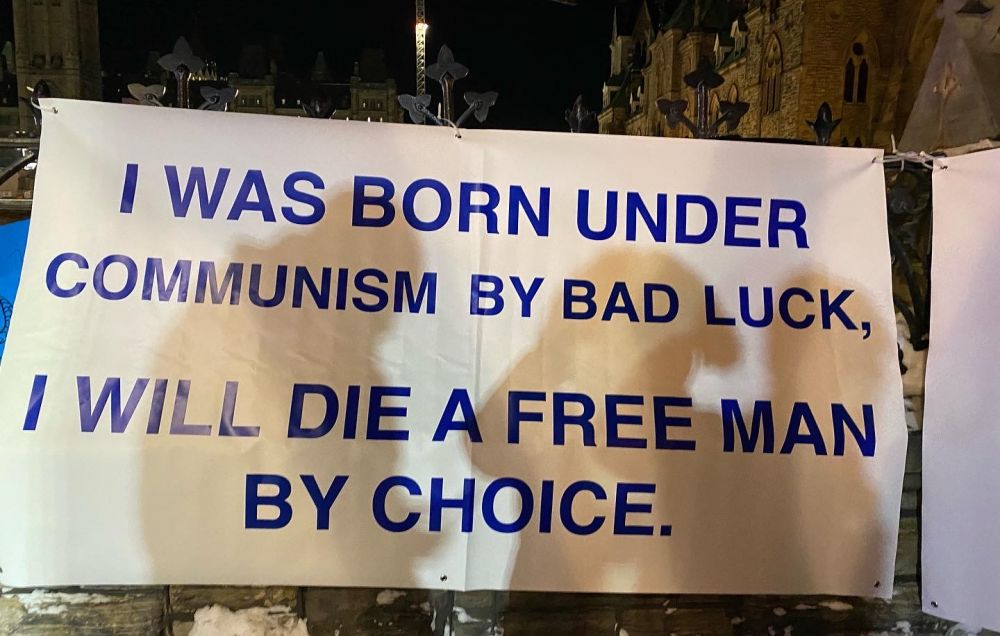 I WAS BORN UNDER
COMMUNISM BY BAD LUCK,
I WILL DIE A FREE MAN
BY CHOICE.